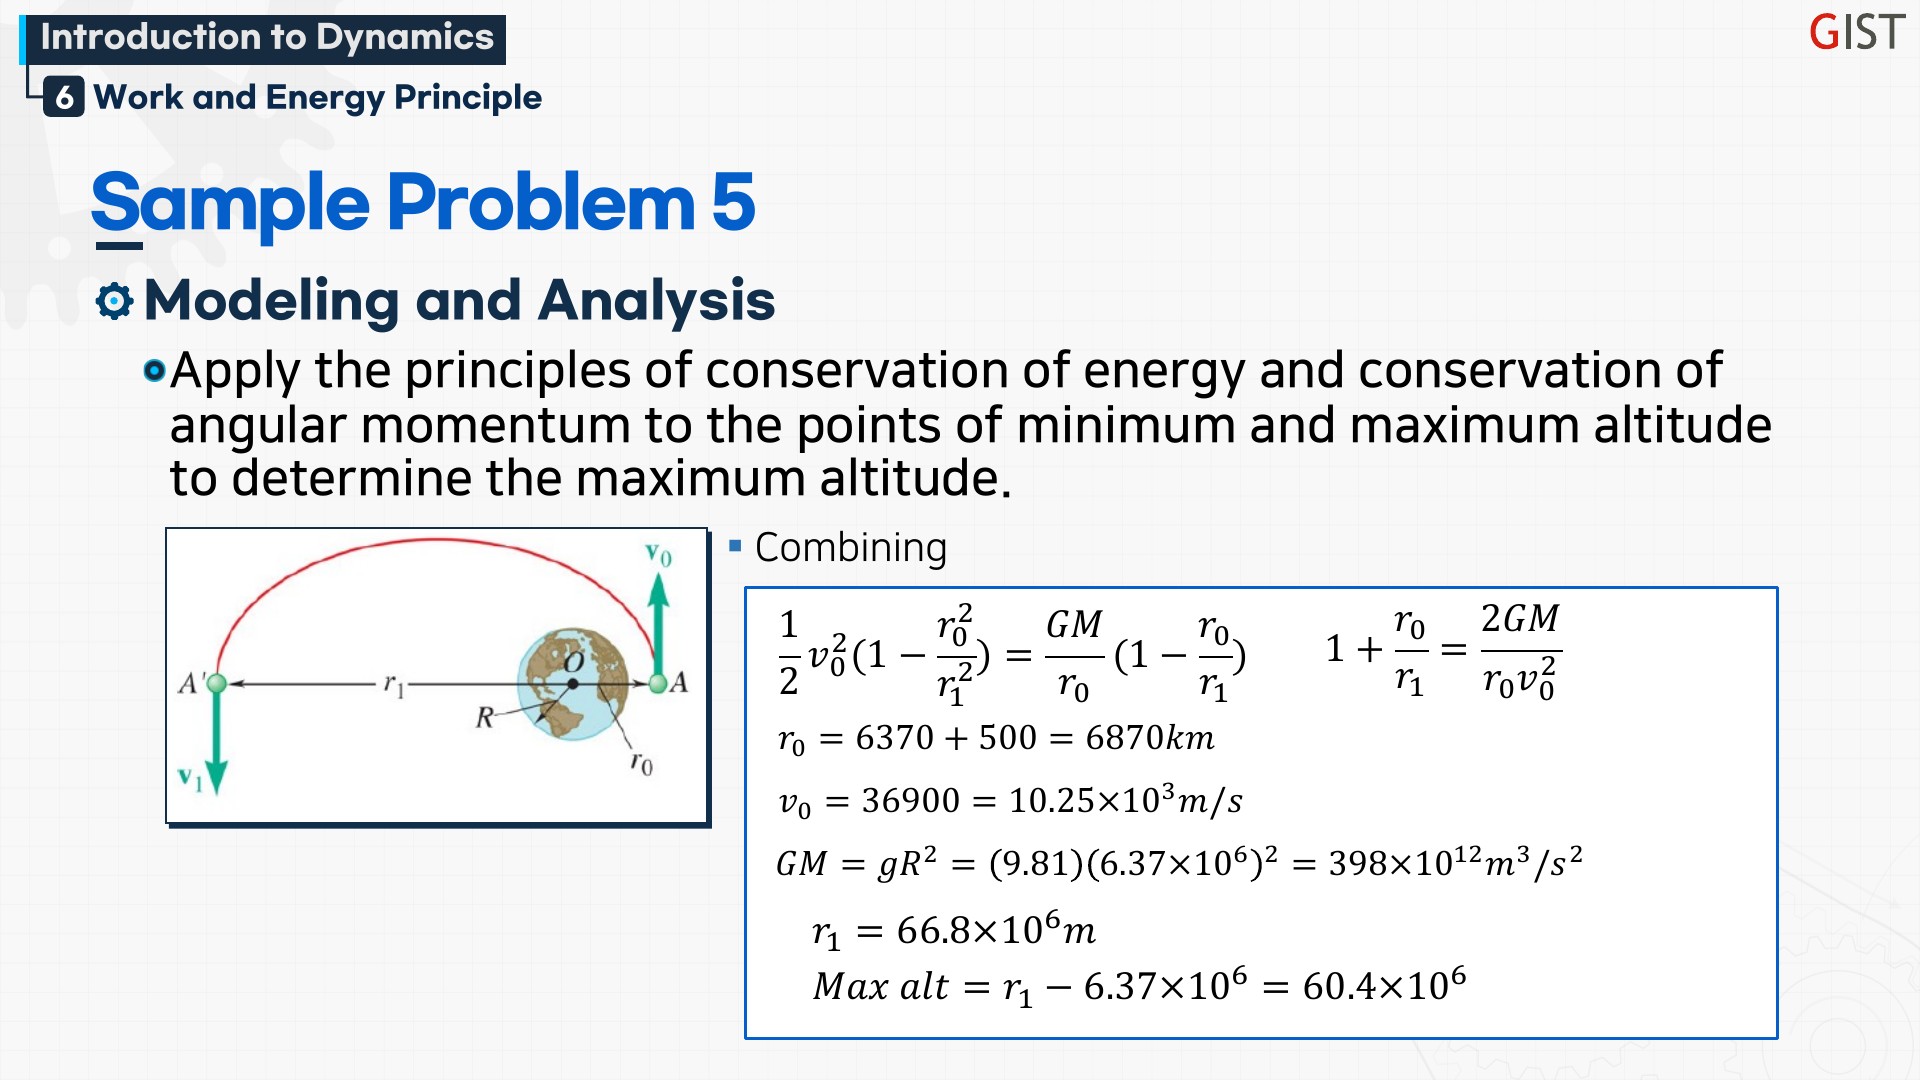 Introduction to Dynamics
GIST
6 Work and Energy Principle
Sample Problem 5
Modeling and Analysis
Apply the principles of conservation of energy and conservation of
angular momentum to the points of minimum and maximum altitude
to determine the maximum altitude.
Combining
v₀
O
A' r₁ A
R
r₀
v₁
1/2 v₀²(1 − r₀²/r₁²) = GM/r₀ (1 − r₀/r₁) 1 + r₀/r₁ = 2GM/r₀v₀²
r₀ = 6370 + 500 = 6870km
v₀ = 36900 = 10.25×10³m/s
GM = gR² = (9.81)(6.37×10⁶)² = 398×10¹²m³/s²
r₁ = 66.8×10⁶m
Max alt = r₁ − 6.37×10⁶ = 60.4×10⁶